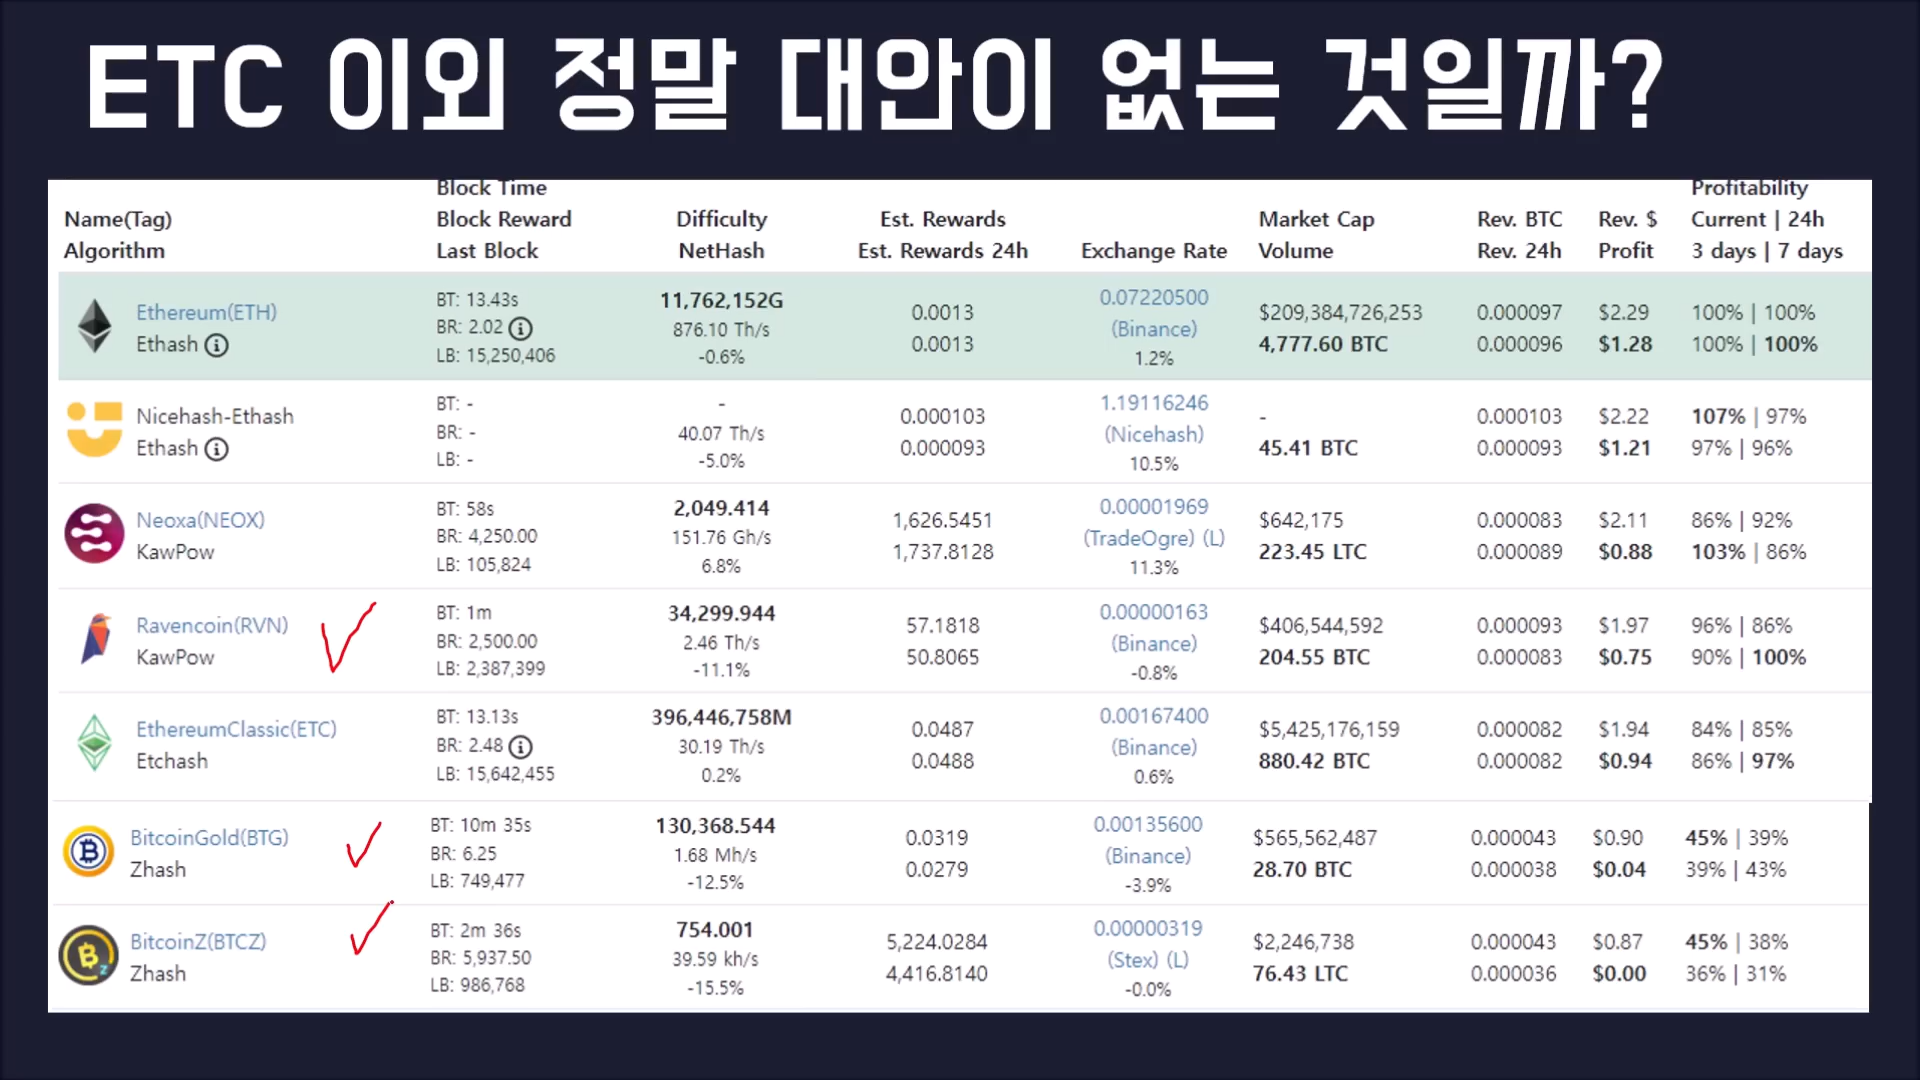 ETC 이외 정말 대안이 없는 것일까?
Name(Tag)
Algorithm
Block Time
Block Reward
Last Block
Difficulty
NetHash
Est. Rewards
Est. Rewards 24h
Exchange Rate
Market Cap
Volume
Rev. BTC
Rev. 24h
Rev. $
Profit
Profitability
Current | 24h
3 days | 7 days
Ethereum(ETH)
Ethash
BT: 13.43s
BR: 2.02
LB: 15,250,406
11,762,152G
876.10 Th/s
-0.6%
0.0013
0.0013
0.07220500
(Binance)
1.2%
$209,384,726,253
4,777.60 BTC
0.000097
0.000096
$2.29
$1.28
100% | 100%
100% | 100%
Nicehash-Ethash
Ethash
BT: -
BR: -
LB: -
-
40.07 Th/s
-5.0%
0.000103
0.000093
1.19116246
(Nicehash)
10.5%
-
45.41 BTC
0.000103
0.000093
$2.22
$1.21
107% | 97%
97% | 96%
Neoxa(NEOX)
KawPow
BT: 58s
BR: 4,250.00
LB: 105,824
2,049.414
151.76 Gh/s
6.8%
1,626.5451
1,737.8128
0.00001969
(TradeOgre) (L)
11.3%
$642,175
223.45 LTC
0.000083
0.000089
$2.11
$0.88
86% | 92%
103% | 86%
Ravencoin(RVN)
KawPow
BT: 1m
BR: 2,500.00
LB: 2,387,399
34,299.944
2.46 Th/s
-11.1%
57.1818
50.8065
0.00000163
(Binance)
-0.8%
$406,544,592
204.55 BTC
0.000093
0.000083
$1.97
$0.75
96% | 86%
90% | 100%
EthereumClassic(ETC)
Etchash
BT: 13.13s
BR: 2.48
LB: 15,642,455
396,446,758M
30.19 Th/s
0.2%
0.0487
0.0488
0.00167400
(Binance)
0.6%
$5,425,176,159
880.42 BTC
0.000082
0.000082
$1.94
$0.94
84% | 85%
86% | 97%
BitcoinGold(BTG)
Zhash
BT: 10m 35s
BR: 6.25
LB: 749,477
130,368.544
1.68 Mh/s
-12.5%
0.0319
0.0279
0.00135600
(Binance)
-3.9%
$565,562,487
28.70 BTC
0.000043
0.000038
$0.90
$0.04
45% | 39%
39% | 43%
BitcoinZ(BTCZ)
Zhash
BT: 2m 36s
BR: 5,937.50
LB: 986,768
754.001
39.59 kh/s
-15.5%
5,224.0284
4,416.8140
0.00000319
(Stex) (L)
-0.0%
$2,246,738
76.43 LTC
0.000043
0.000036
$0.87
$0.00
45% | 38%
36% | 31%